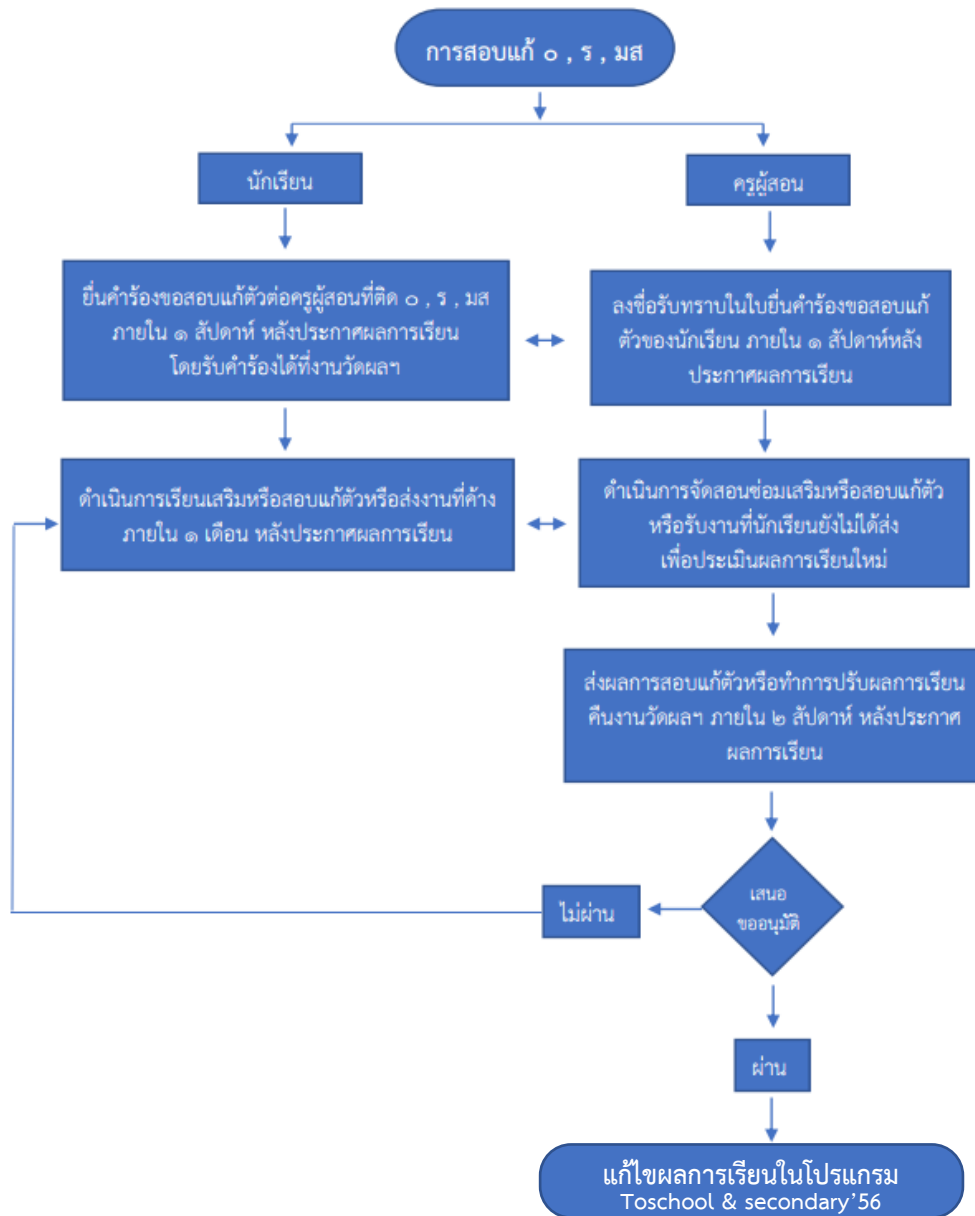 การสอบแก้ ๐ , ร , มส
นักเรียน
ครูผู้สอน
ยื่นคำร้องขอสอบแก้ตัวต่อครูผู้สอนที่ติด ๐ , ร , มส
ภายใน ๑ สัปดาห์ หลังประกาศผลการเรียน
โดยรับคำร้องได้ที่งานวัดผลฯ
ลงชื่อรับทราบในใบยื่นคำร้องขอสอบแก้
ตัวของนักเรียน ภายใน ๑ สัปดาห์หลัง
ประกาศผลการเรียน
ดำเนินการเรียนเสริมหรือสอบแก้ตัวหรือส่งงานที่ค้าง
ภายใน ๑ เดือน หลังประกาศผลการเรียน
ดำเนินการจัดสอนซ่อมเสริมหรือสอบแก้ตัว
หรือรับงานที่นักเรียนยังไม่ได้ส่ง
เพื่อประเมินผลการเรียนใหม่
ส่งผลการสอบแก้ตัวหรือทำการปรับผลการเรียน
คืนงานวัดผลฯ ภายใน ๒ สัปดาห์ หลังประกาศ
ผลการเรียน
เสนอ
ขออนุมัติ
ไม่ผ่าน
ผ่าน
แก้ไขผลการเรียนในโปรแกรม
Toschool & secondary’56